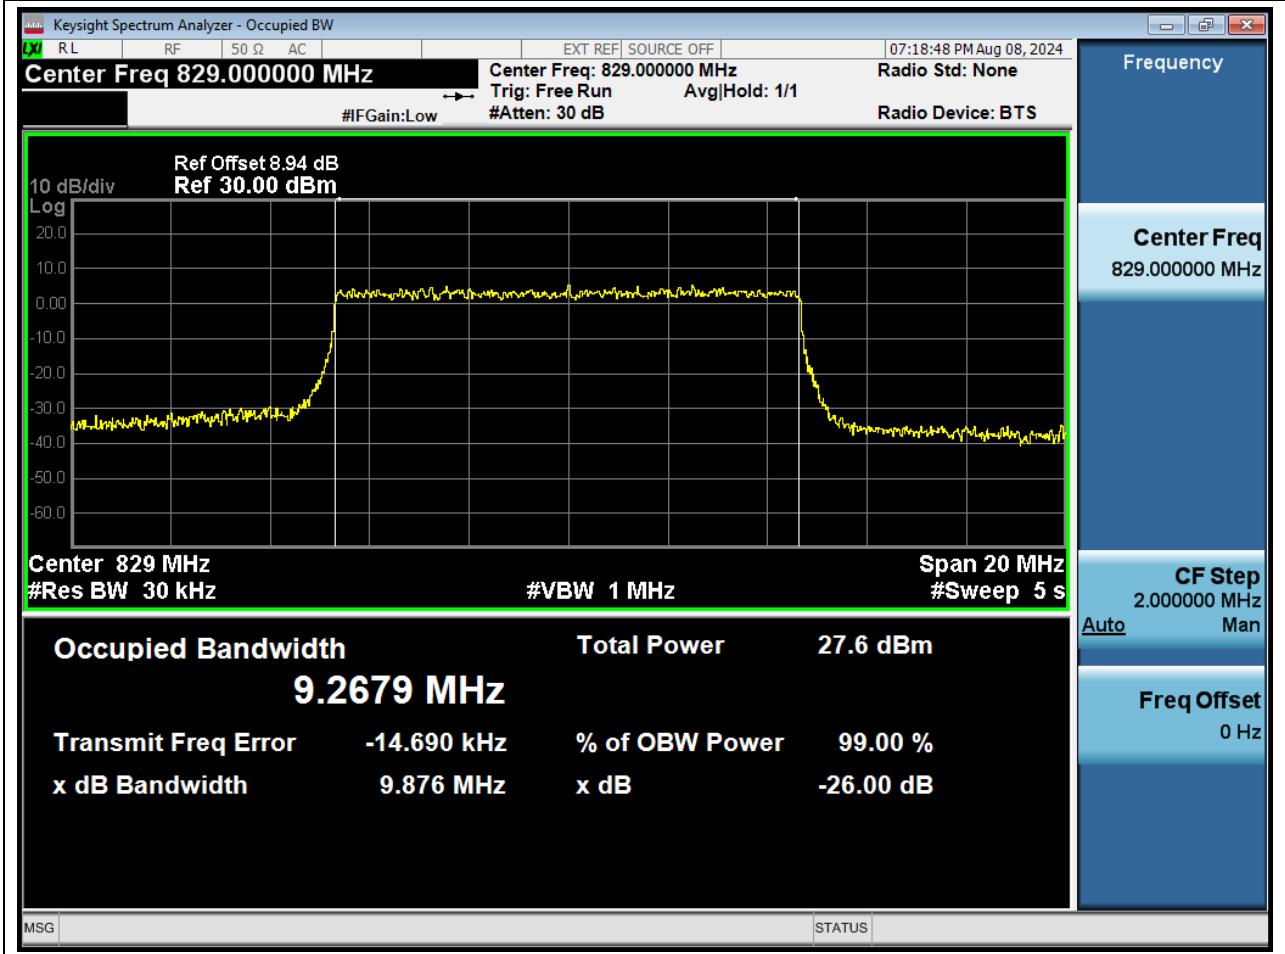 Keysight Spectrum Analyzer - Occupied BW
LXI RL RF 50 Ω AC EXT REF SOURCE OFF 07:18:48 PM Aug 08, 2024
Center Freq 829.000000 MHz
Center Freq: 829.000000 MHz Radio Std: None
Trig: Free Run Avg|Hold: 1/1
#IFGain:Low #Atten: 30 dB Radio Device: BTS
Ref Offset 8.94 dB
10 dB/div Ref 30.00 dBm
Log
20.0
10.0
0.00
-10.0
-20.0
-30.0
-40.0
-50.0
-60.0
Center 829 MHz Span 20 MHz
#Res BW 30 kHz #VBW 1 MHz #Sweep 5 s
Occupied Bandwidth Total Power 27.6 dBm
9.2679 MHz
Transmit Freq Error -14.690 kHz % of OBW Power 99.00 %
x dB Bandwidth 9.876 MHz x dB -26.00 dB
Frequency
Center Freq
829.000000 MHz
CF Step
2.000000 MHz
Auto Man
Freq Offset
0 Hz
MSG STATUS